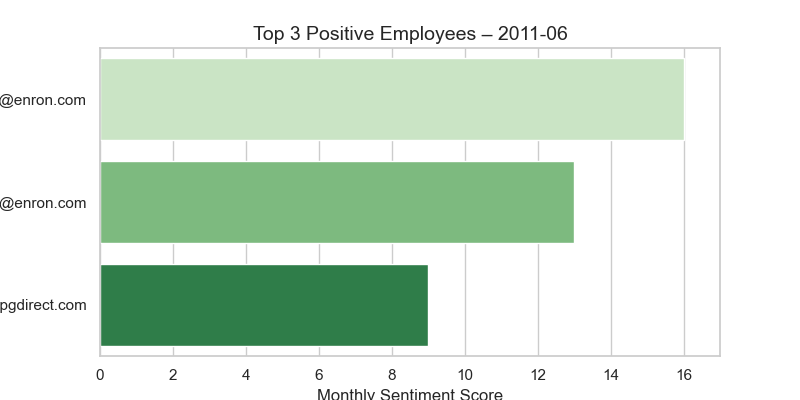 Top 3 Positive Employees – 2011-06
@enron.com
@enron.com
pgdirect.com
0 2 4 6 8 10 12 14 16
Monthly Sentiment Score